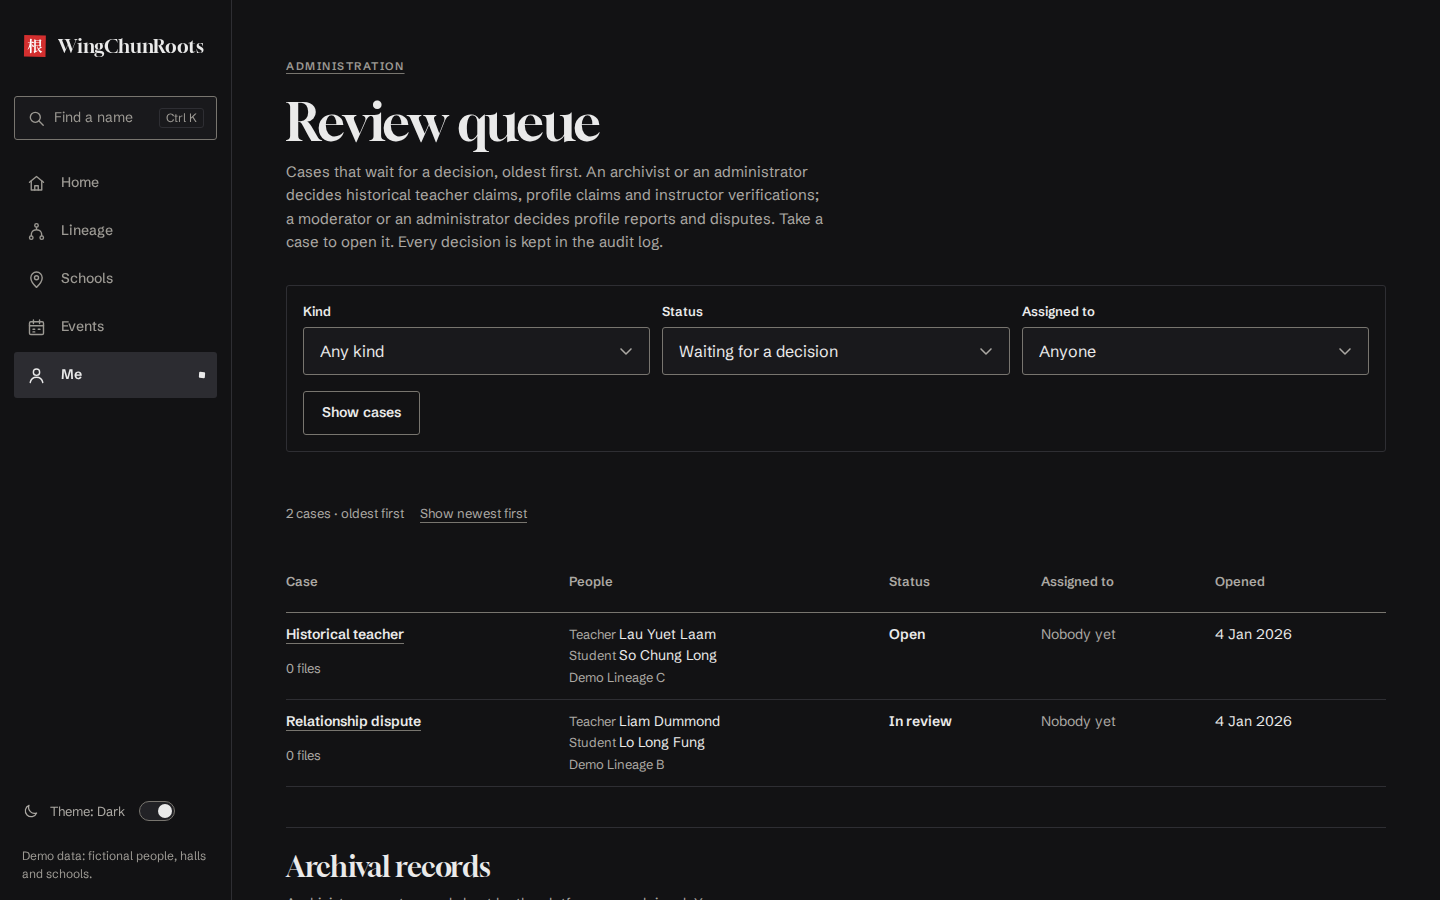 根 WingChunRoots
Find a name Ctrl K
Home
Lineage
Schools
Events
Me
Theme: Dark
Demo data: fictional people, halls
and schools.
ADMINISTRATION
Review queue
Cases that wait for a decision, oldest first. An archivist or an administrator
decides historical teacher claims, profile claims and instructor verifications;
a moderator or an administrator decides profile reports and disputes. Take a
case to open it. Every decision is kept in the audit log.
Kind Status Assigned to
Any kind Waiting for a decision Anyone
Show cases
2 cases · oldest first Show newest first
Case People Status Assigned to Opened
Historical teacher Teacher Lau Yuet Laam Open Nobody yet 4 Jan 2026
Student So Chung Long
0 files
Demo Lineage C
Relationship dispute Teacher Liam Dummond In review Nobody yet 4 Jan 2026
Student Lo Long Fung
0 files
Demo Lineage B
Archival records